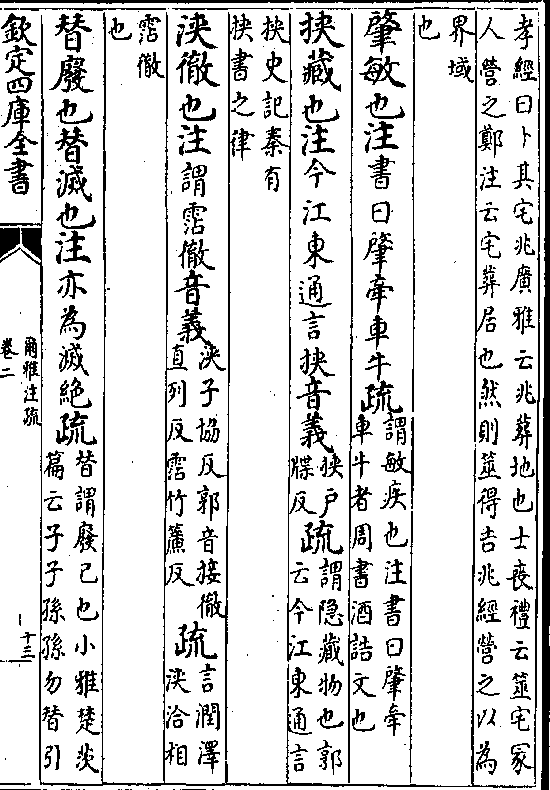 孝經曰卜其宅兆廣雅云兆葬地也士喪禮云筮宅冢
人營之鄭注云宅葬居也然則筮得吉兆經營之以為
界域
也
肇敏也注書曰肇牽車牛疏謂敏疾也注書曰肇牽
車牛者周書酒誥文也
挾藏也注今江東通言挾音義挾戸
牒反疏謂隠藏物也郭
云今江東通言
挾史記秦有
挾書之律
浹徹也注謂霑徹音義浹子協反郭音接徹
直列反霑竹簾反疏言潤澤
浹洽相
霑徹
也
替廢也替滅也注亦為滅絶疏替謂廢已也小雅楚茨
篇云子子孫孫勿替引
欽定四庫全書
爾雅注疏
卷二
十三